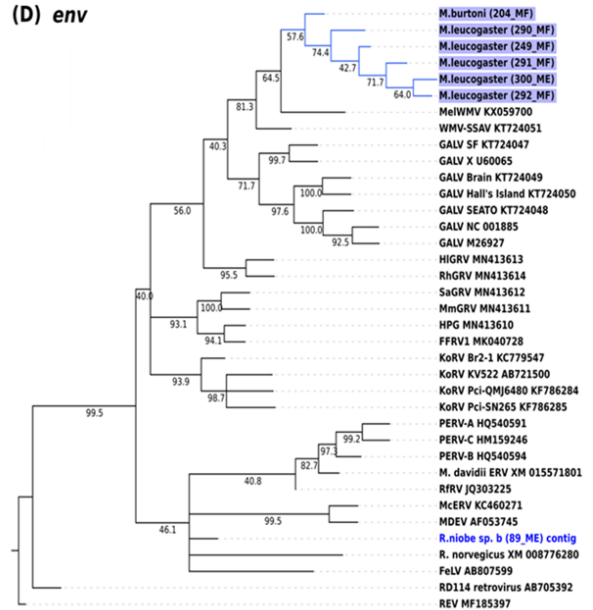 (D) env
M.burtoni (204_MF)
57.6
M.leucogaster (290_MF)
74.4
M.leucogaster (249_MF)
42.7
M.leucogaster (291_MF)
64.5
71.7
M.leucogaster (300_ME)
64.0
M.leucogaster (292_MF)
81.3
MelWMV KX059700
WMV-SSAV KT724051
40.3
GALV SF KT724047
99.7
GALV X U60065
71.7
GALV Brain KT724049
100.0
GALV Hall's Island KT724050
56.0
97.6
GALV SEATO KT724048
100.0
GALV NC 001885
92.5
GALV M26927
HIGRV MN413613
95.5
RhGRV MN413614
40.0
SaGRV MN413612
100.0
MmGRV MN413611
93.1
HPG MN413610
94.1
FFRV1 MK040728
KoRV Br2-1 KC779547
93.9
KoRV KV522 AB721500
KoRV Pci-QMJ6480 KF786284
98.7
KoRV Pci-SN265 KF786285
99.5
PERV-A HQ540591
99.2
PERV-C HM159246
97.3
PERV-B HQ540594
82.7
M. davidii ERV XM 015571801
40.8
RfRV JQ303225
McERV KC460271
99.5
MDEV AF053745
46.1
R.niobe sp. b (89_ME) contig
R. norvegicus XM 008776280
FeLV AB807599
RD114 retrovirus AB705392
REV MF185397